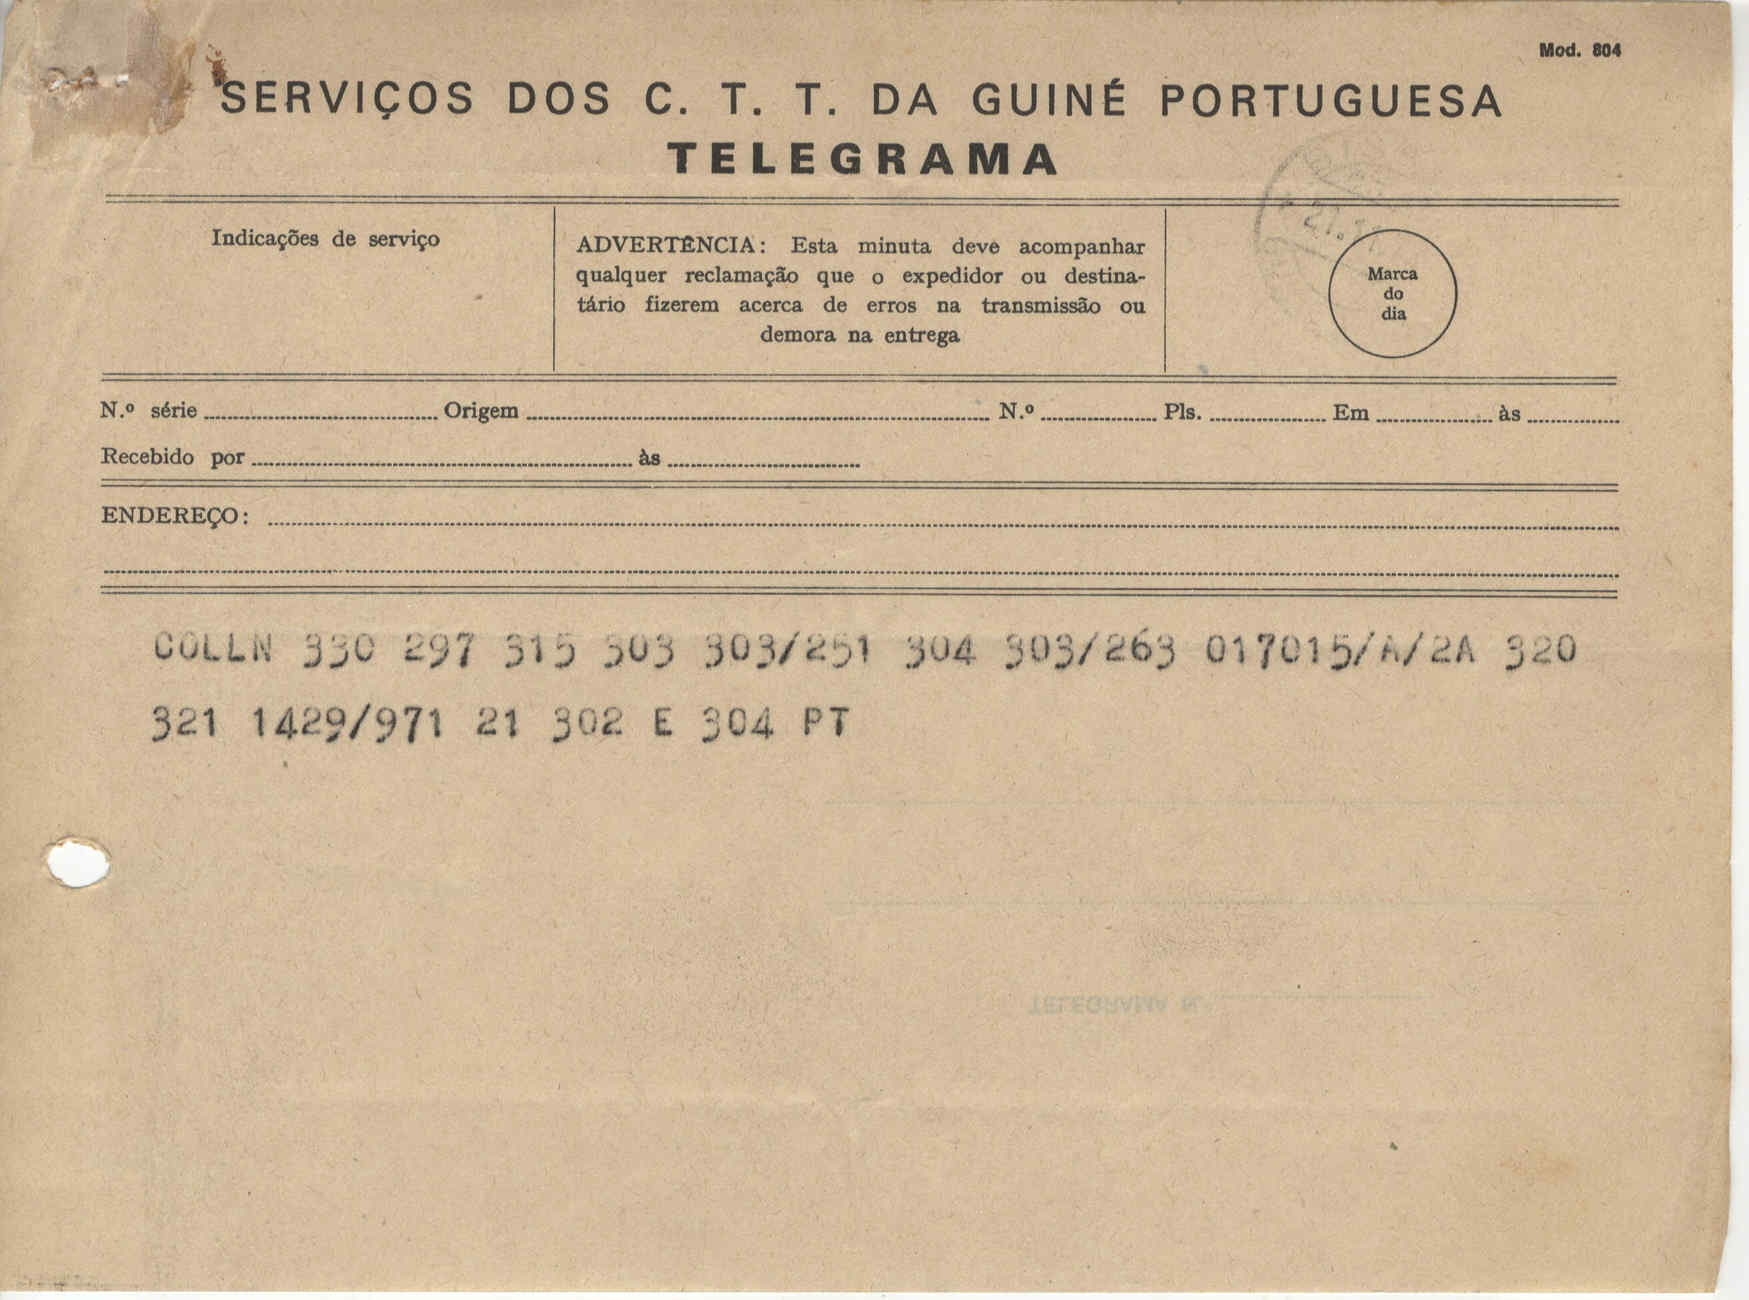 Mod. 804
SERVIÇOS DOS C. T. T. DA GUINÉ PORTUGUESA
TELEGRAMA
Indicações de serviço
ADVERTÊNCIA: Esta minuta deve acompanhar
qualquer reclamação que o expedidor ou destina-
tário fizerem acerca de erros na transmissão ou
demora na entrega
Marca
do
dia
N.º série Origem N.º Pls. Em às
Recebido por às
ENDEREÇO:
COLLN 330 297 315 303 303/251 304 303/263 017015/A/2A 320
321 1429/971 21 302 E 304 PT
TELEGRAMA N.